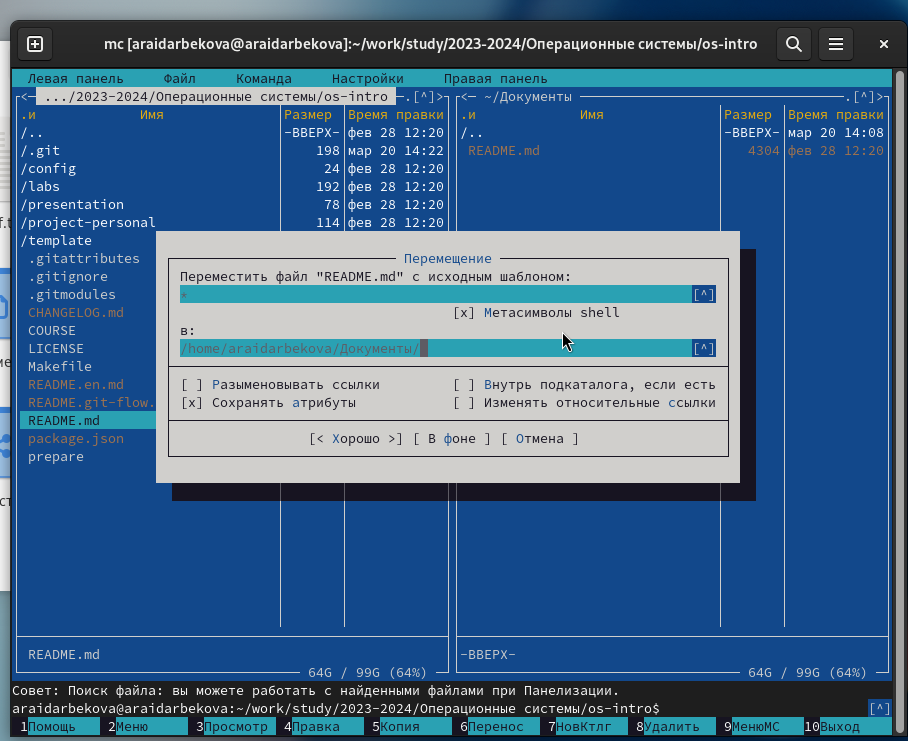 mc [araidarbekova@araidarbekova]:~/work/study/2023-2024/Операционные системы/os-intro
Левая панель Файл Команда Настройки Правая панель
<— .../2023-2024/Операционные системы/os-intro —.[^]> <— ~/Документы .[^]>
.и Имя Размер Время правки .и Имя Размер Время правки
/.. -ВВЕРХ- фев 28 12:20 /.. -ВВЕРХ- мар 20 14:08
/.git 198 мар 20 14:22 README.md 4304 фев 28 12:20
/config 24 фев 28 12:20
/labs 192 фев 28 12:20
/presentation 78 фев 28 12:20
/project-personal 114 фев 28 12:20
/template
.gitattributes
.gitignore
.gitmodules
CHANGELOG.md
COURSE
LICENSE
Makefile
README.en.md
README.git-flow.
README.md
package.json
prepare
Перемещение
Переместить файл "README.md" с исходным шаблоном:
* [^]
[x] Метасимволы shell
в:
/home/araidarbekova/Документы/ [^]
[ ] Разыменовывать ссылки [ ] Внутрь подкаталога, если есть
[x] Сохранять атрибуты [ ] Изменять относительные ссылки
[< Хорошо >] [ В фоне ] [ Отмена ]
README.md -ВВЕРХ-
64G / 99G (64%) 64G / 99G (64%)
Совет: Поиск файла: вы можете работать с найденными файлами при Панелизации.
araidarbekova@araidarbekova:~/work/study/2023-2024/Операционные системы/os-intro$ [^]
1Помощь 2Меню 3Просмотр 4Правка 5Копия 6Перенос 7НовКтлг 8Удалить 9МенюМС 10Выход